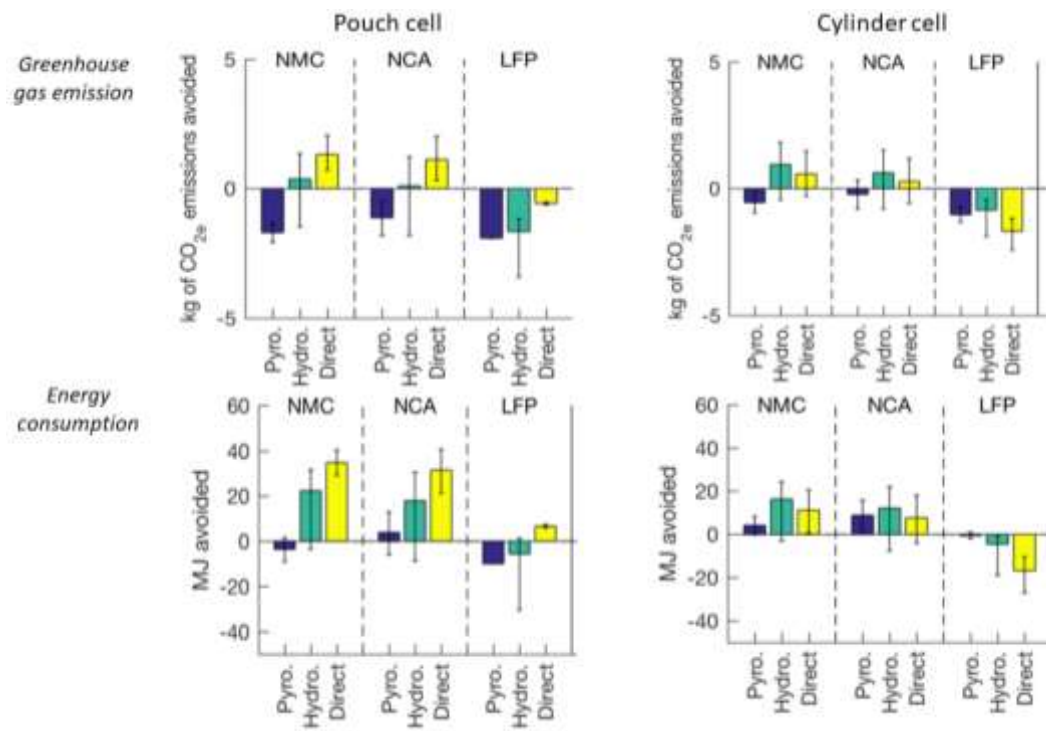 Pouch cell
Cylinder cell
Greenhouse
gas emission
NMC NCA LFP
kg of CO2e emissions avoided
5
0
-5
Pyro. Hydro. Direct Pyro. Hydro. Direct Pyro. Hydro. Direct
NMC NCA LFP
kg of CO2e emissions avoided
5
0
-5
Pyro. Hydro. Direct Pyro. Hydro. Direct Pyro. Hydro. Direct
Energy
consumption
NMC NCA LFP
MJ avoided
60
40
20
0
-20
-40
Pyro. Hydro. Direct Pyro. Hydro. Direct Pyro. Hydro. Direct
NMC NCA LFP
MJ avoided
60
40
20
0
-20
-40
Pyro. Hydro. Direct Pyro. Hydro. Direct Pyro. Hydro. Direct